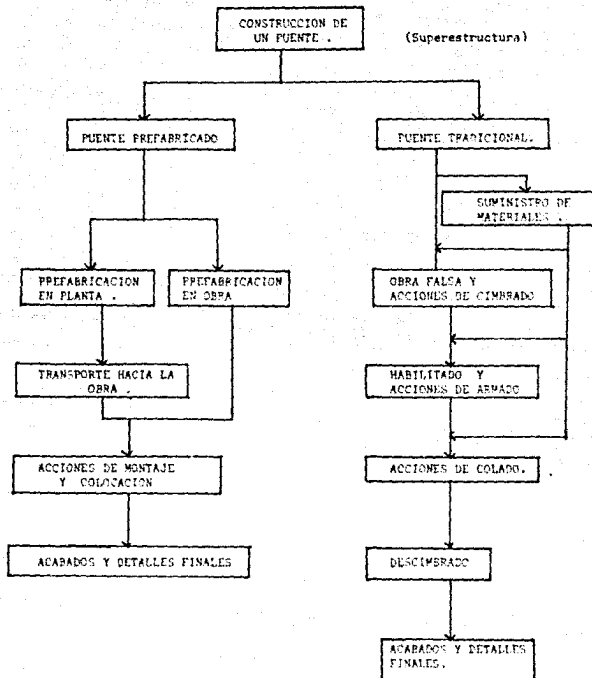 CONSTRUCCION DE
UN PUENTE .
(Superestructura)
PUENTE PREFABRICADO
PUENTE TRADICIONAL.
SUMINISTRO DE
MATERIALES .
PREFABRICACION
EN PLANTA .
PREFABRICACION
EN OBRA
OBRA FALSA Y
ACCIONES DE CIMBRADO
TRANSPORTE HACIA LA
OBRA .
HABILITADO Y
ACCIONES DE ARMADO
ACCIONES DE MONTAJE
Y COLOCACION
ACCIONES DE COLADO.
ACABADOS Y DETALLES FINALES
DESCIMBRADO
ACABADOS Y DETALLES
FINALES.